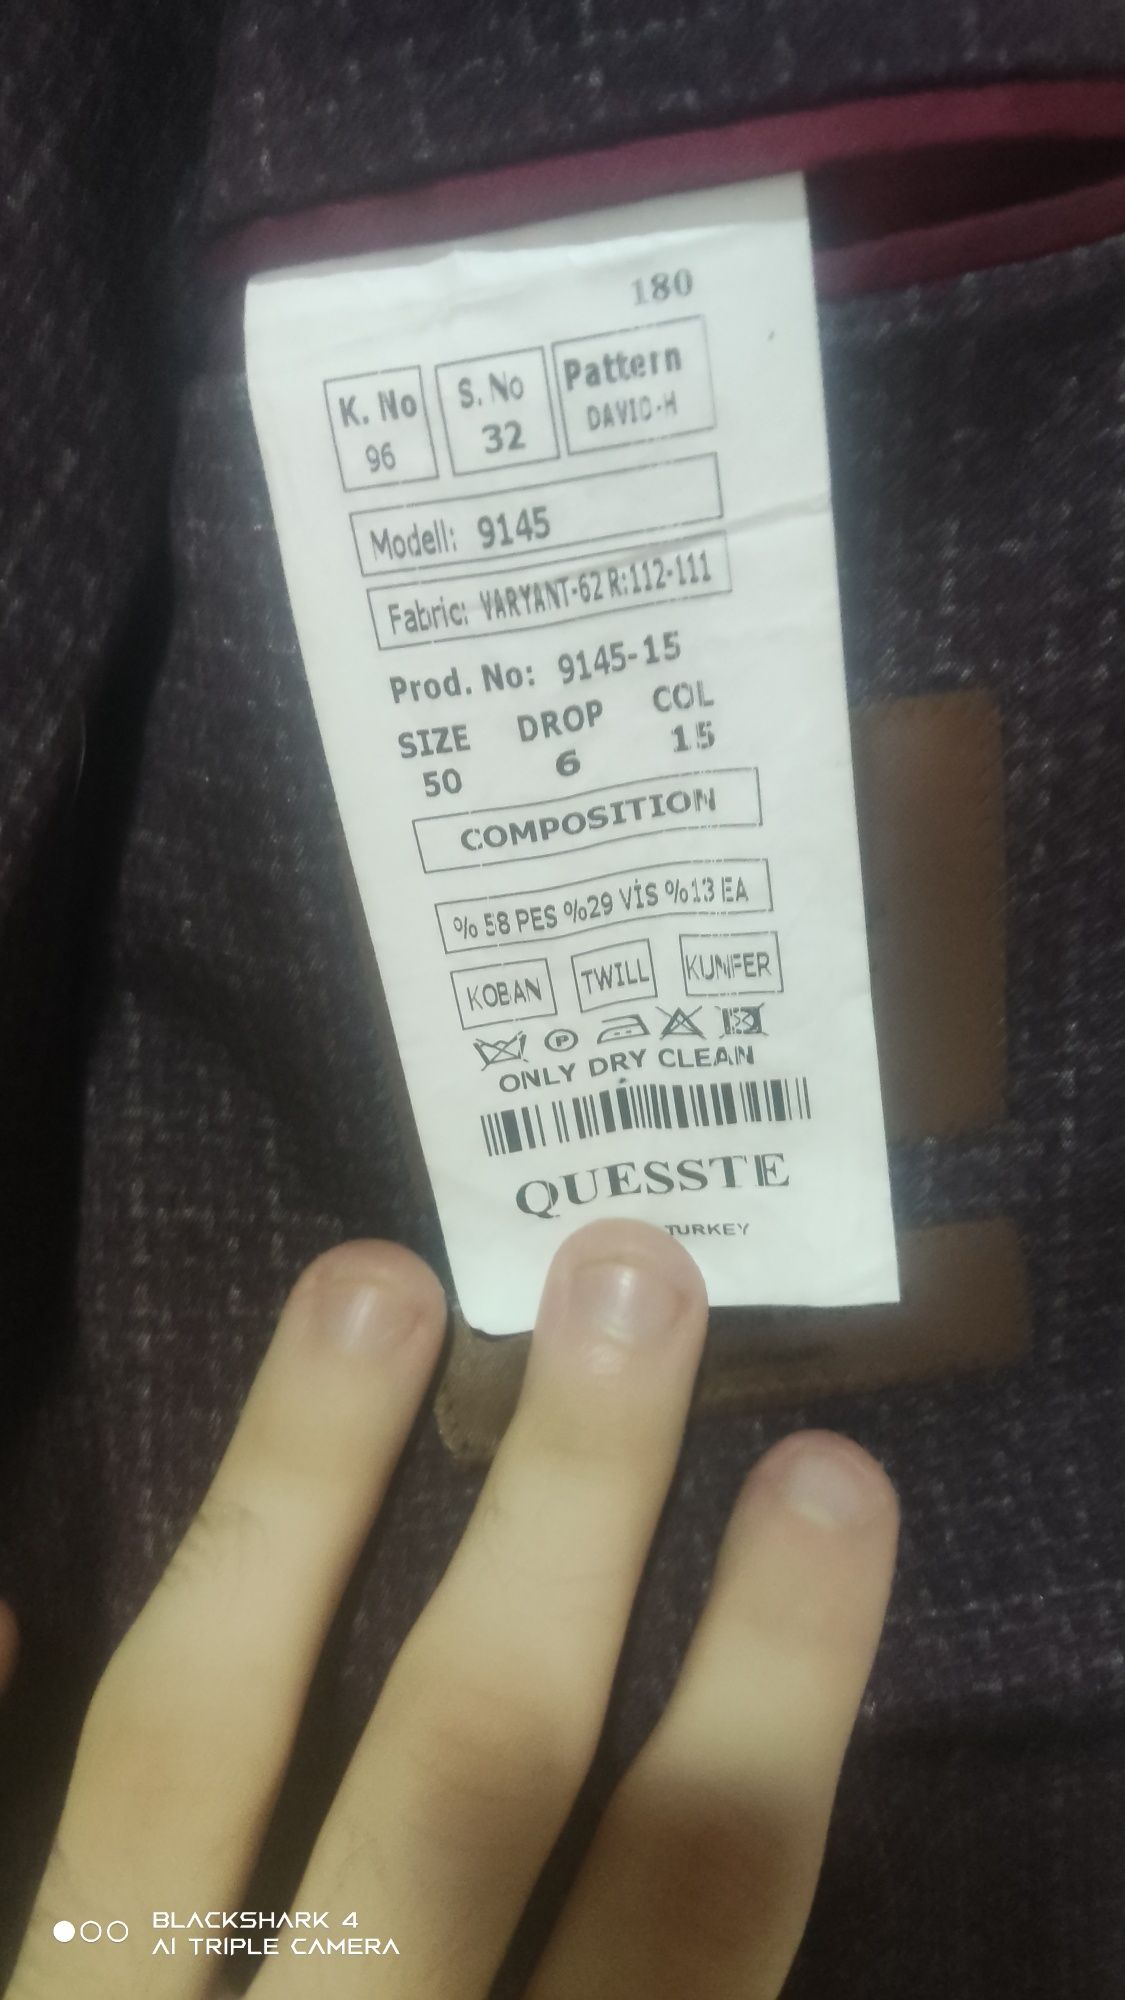 180
K. No S. No Pattern
96 32 DAVID-H
Modell: 9145
Fabric: VARYANT-62 R:112-111
Prod. No: 9145-15
SIZE DROP COL
50 6 15
COMPOSITION
% 58 PES %29 VİS %13 EA
KOBAN TWILL KUNFER
P
ONLY DRY CLEAN
QUESSTE
TURKEY
BLACKSHARK 4
AI TRIPLE CAMERA